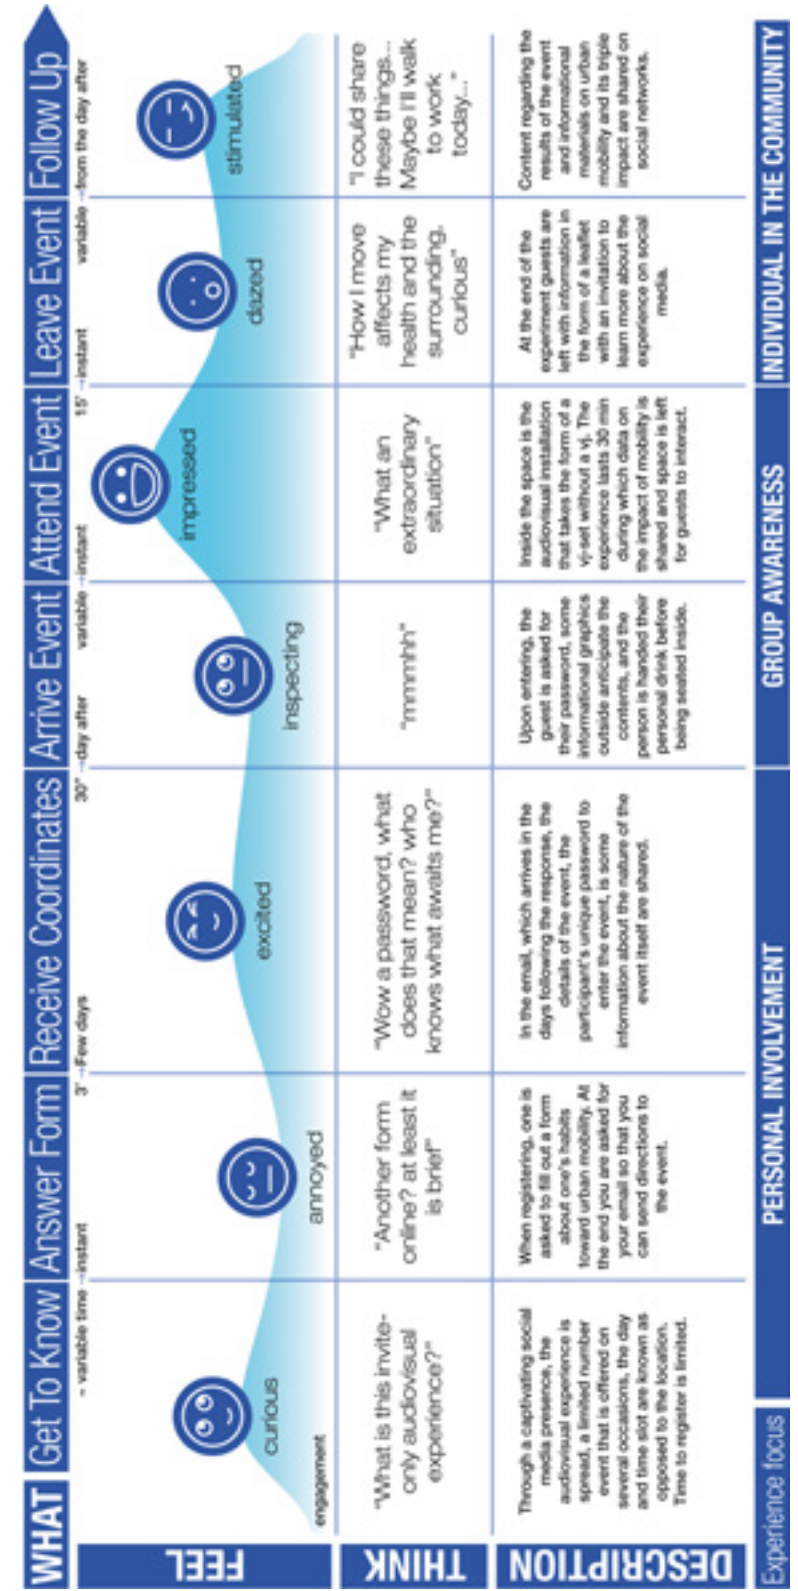 WHAT
Get To Know
Answer Form
Receive Coordinates
Arrive Event
Attend Event
Leave Event
Follow Up
~ variable time
instant
3'
Few days
30"
day after
variable
instant
15'
instant
variable
from the day after
FEEL
engagement
curious
annoyed
excited
inspecting
impressed
dazed
stimulated
THINK
"What is this invite-
only audiovisual
experience?"
"Another form
online? at least it
is brief"
"Wow a password, what
does that mean? who
knows what awaits me?"
"mmmhh"
"What an
extraordinary
situation"
"How I move
affects my
health and the
surrounding.
curious"
"I could share
these things...
Maybe I'll walk
to work
today..."
DESCRIPTION
Through a captivating social
media presence, the
audiovisual experience is
spread, a limited number
event that is offered on
several occasions, the day
and time slot are known as
opposed to the location.
Time to register is limited.
When registering, one is
asked to fill out a form
about one's habits
toward urban mobility. At
the end you are asked for
your email so that you
can send directions to
the event.
In the email, which arrives in the
days following the response, the
details of the event, the
participant's unique password to
enter the event, is some
information about the nature of the
event itself are shared.
Upon entering, the
guest is asked for
their password, some
informational graphics
outside anticipate the
contents, and the
person is handed their
personal drink before
being seated inside.
Inside the space is the
audiovisual installation
that takes the form of a
vj-set without a vj. The
experience lasts 30 min
during which data on
the impact of mobility is
shared and space is left
for guests to interact.
At the end of the
experiment guests are
left with information in
the form of a leaflet
with an invitation to
learn more about the
experience on social
media.
Content regarding the
results of the event
and informational
materials on urban
mobility and its triple
impact are shared on
social networks.
Experience focus
PERSONAL INVOLVEMENT
GROUP AWARENESS
INDIVIDUAL IN THE COMMUNITY